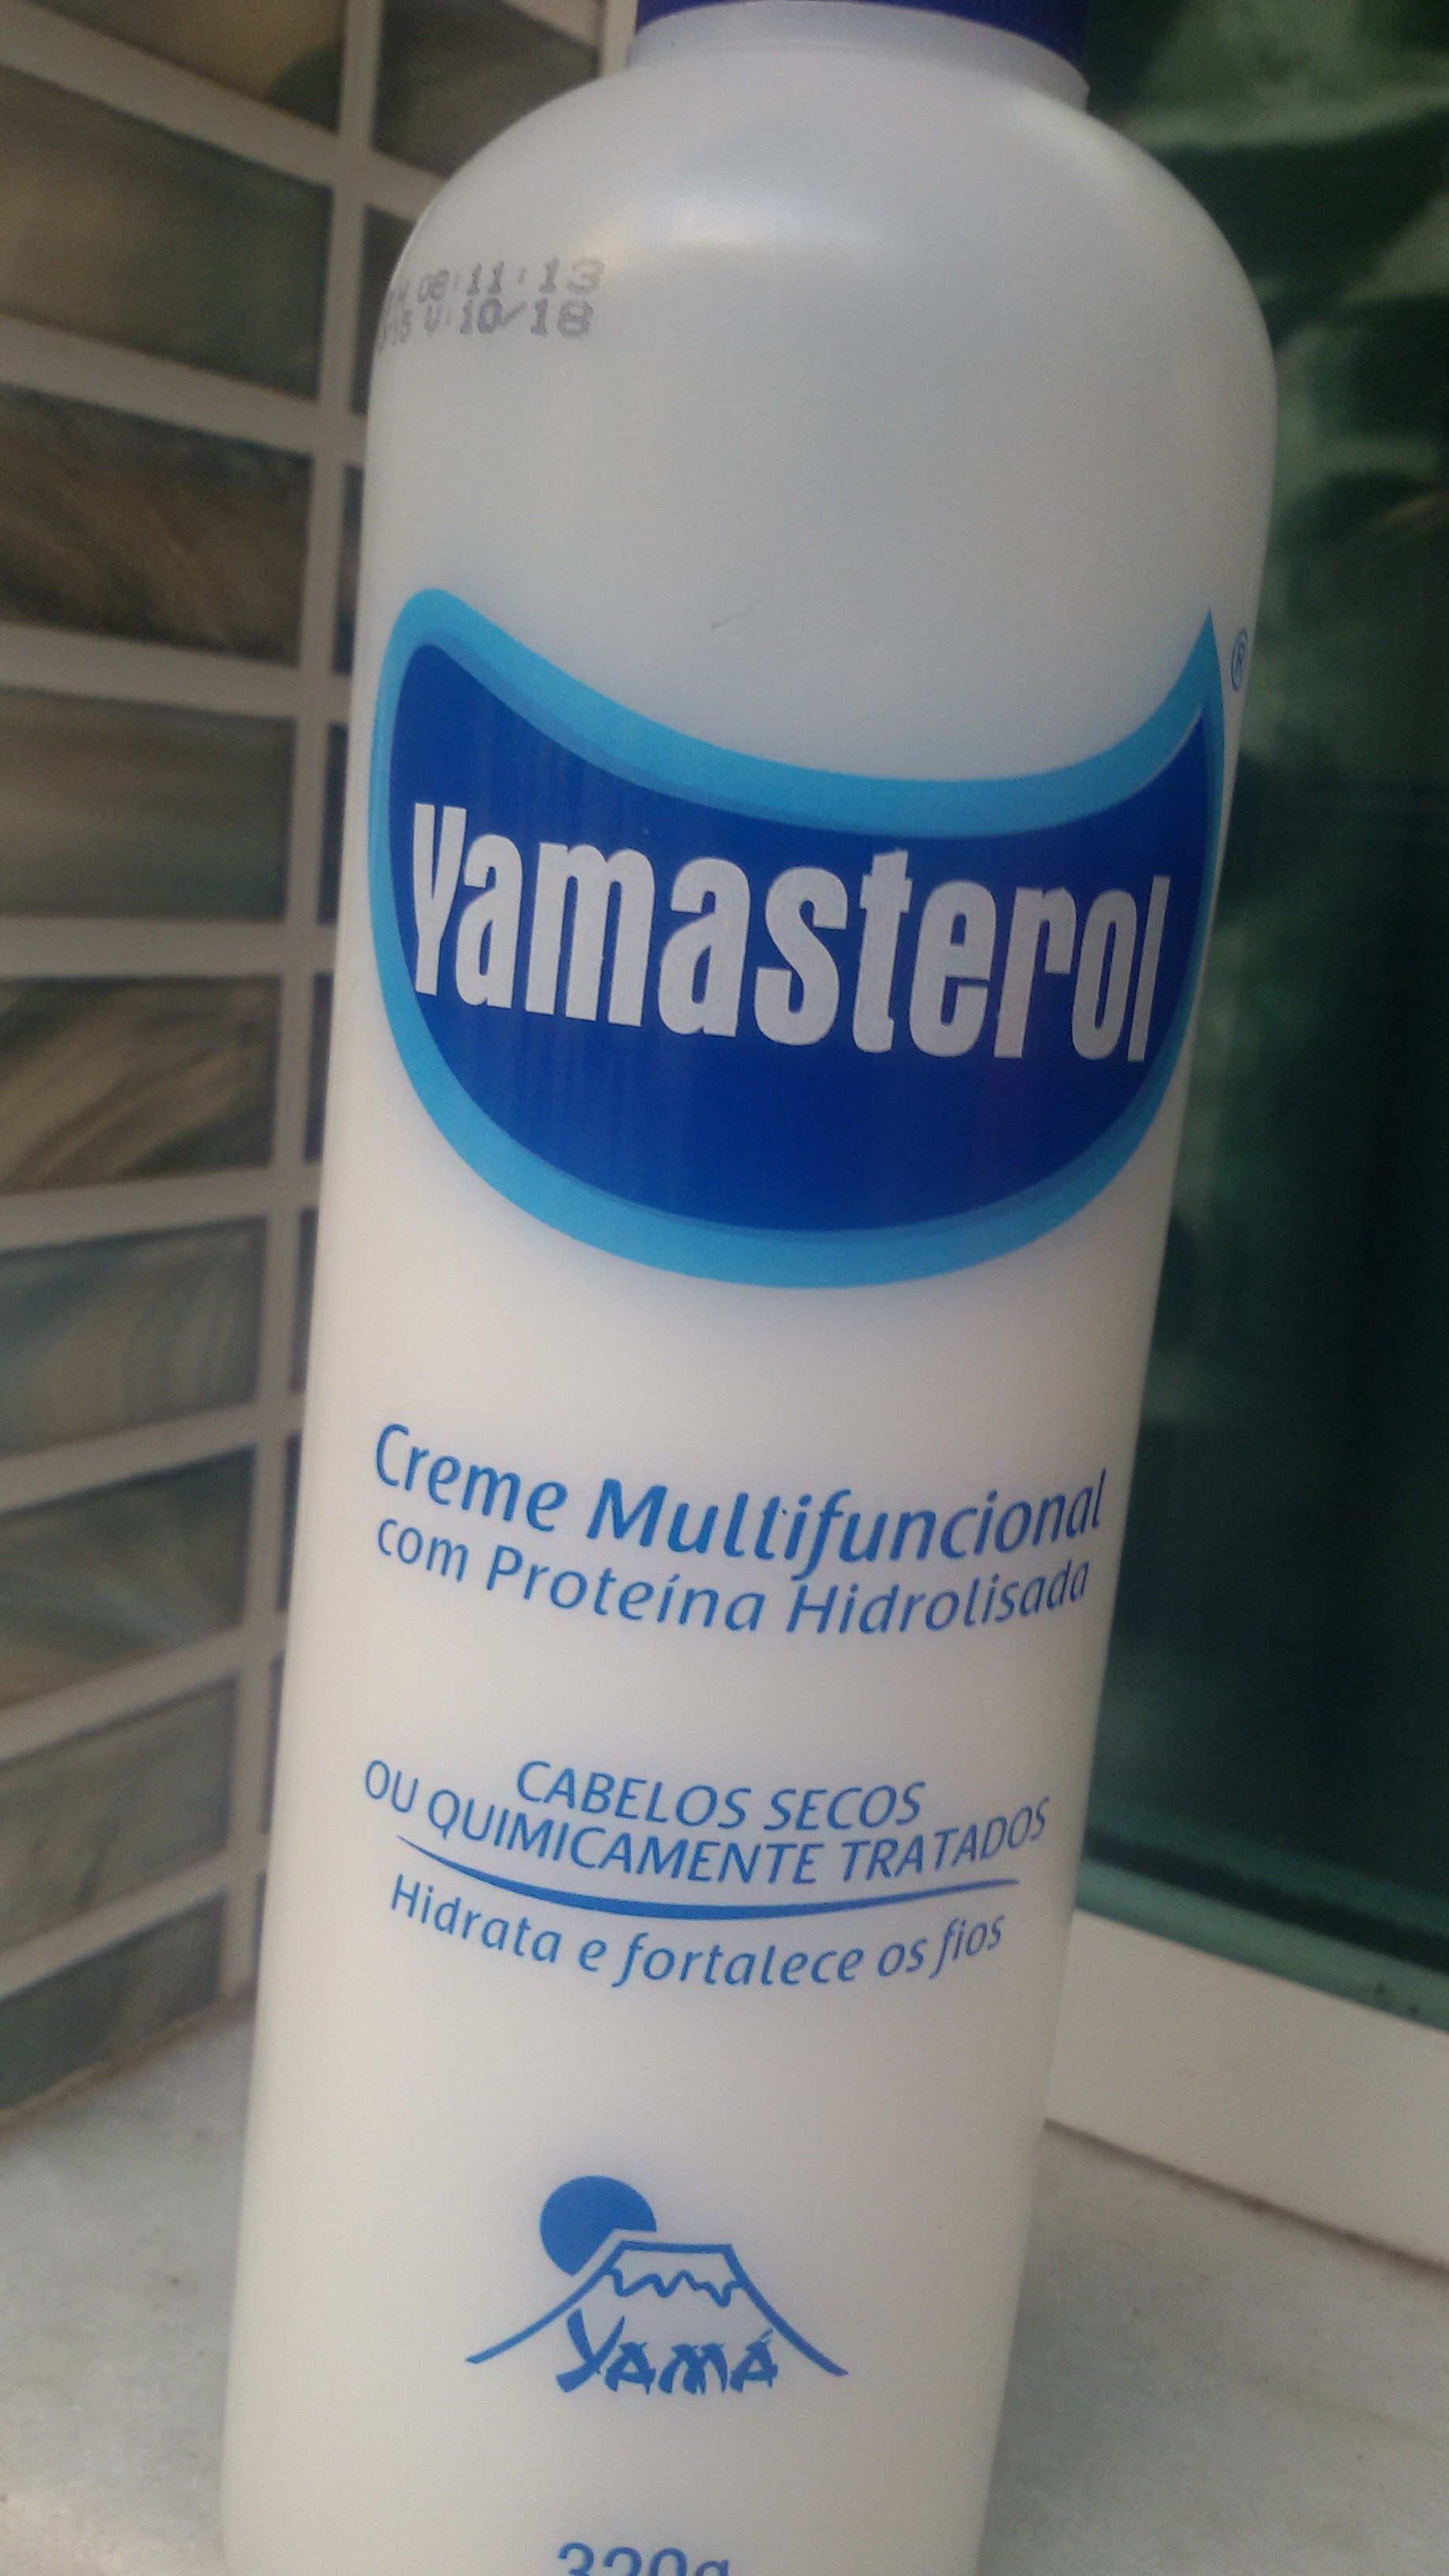 08:11:13
V:10/18
®
Yamasterol
Creme Multifuncional
com Proteína Hidrolisada
CABELOS SECOS
OU QUIMICAMENTE TRATADOS
Hidrata e fortalece os fios
YAMÁ
320g